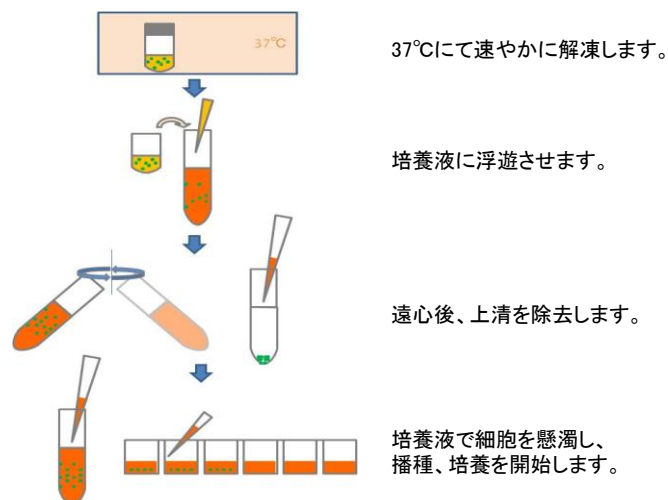 37℃
37℃にて速やかに解凍します。
培養液に浮遊させます。
遠心後、上清を除去します。
培養液で細胞を懸濁し、
播種、培養を開始します。